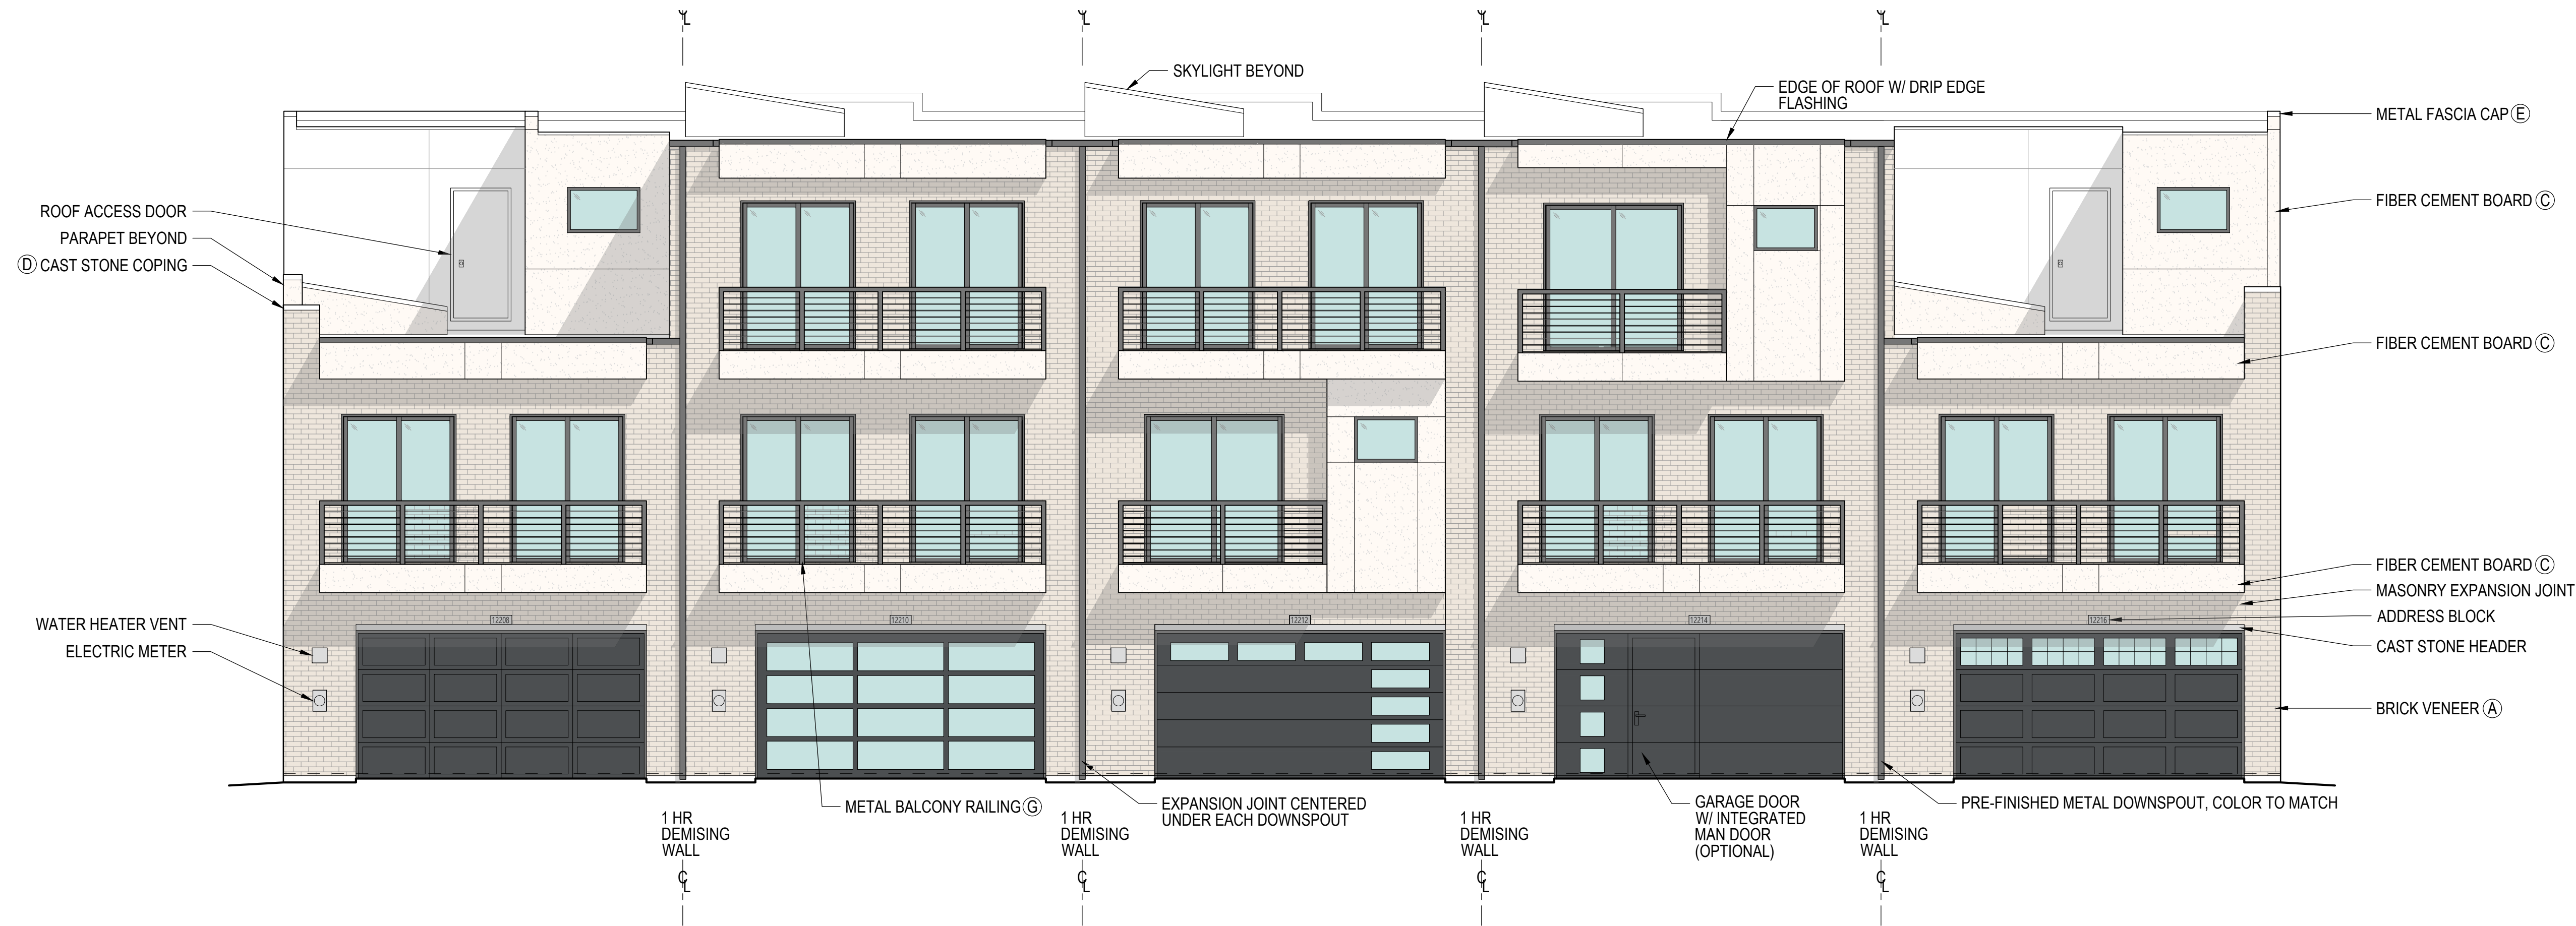 SKYLIGHT BEYOND
EDGE OF ROOF W/ DRIP EDGE
FLASHING
METAL FASCIA CAP E
FIBER CEMENT BOARD C
ROOF ACCESS DOOR
PARAPET BEYOND
D CAST STONE COPING
FIBER CEMENT BOARD C
FIBER CEMENT BOARD C
MASONRY EXPANSION JOINT
ADDRESS BLOCK
CAST STONE HEADER
BRICK VENEER A
12208
12210
12212
12214
12216
WATER HEATER VENT
ELECTRIC METER
METAL BALCONY RAILING G
EXPANSION JOINT CENTERED
UNDER EACH DOWNSPOUT
GARAGE DOOR
W/ INTEGRATED
MAN DOOR
(OPTIONAL)
PRE-FINISHED METAL DOWNSPOUT, COLOR TO MATCH
1 HR
DEMISING
WALL
CL
1 HR
DEMISING
WALL
CL
1 HR
DEMISING
WALL
CL
1 HR
DEMISING
WALL
CL